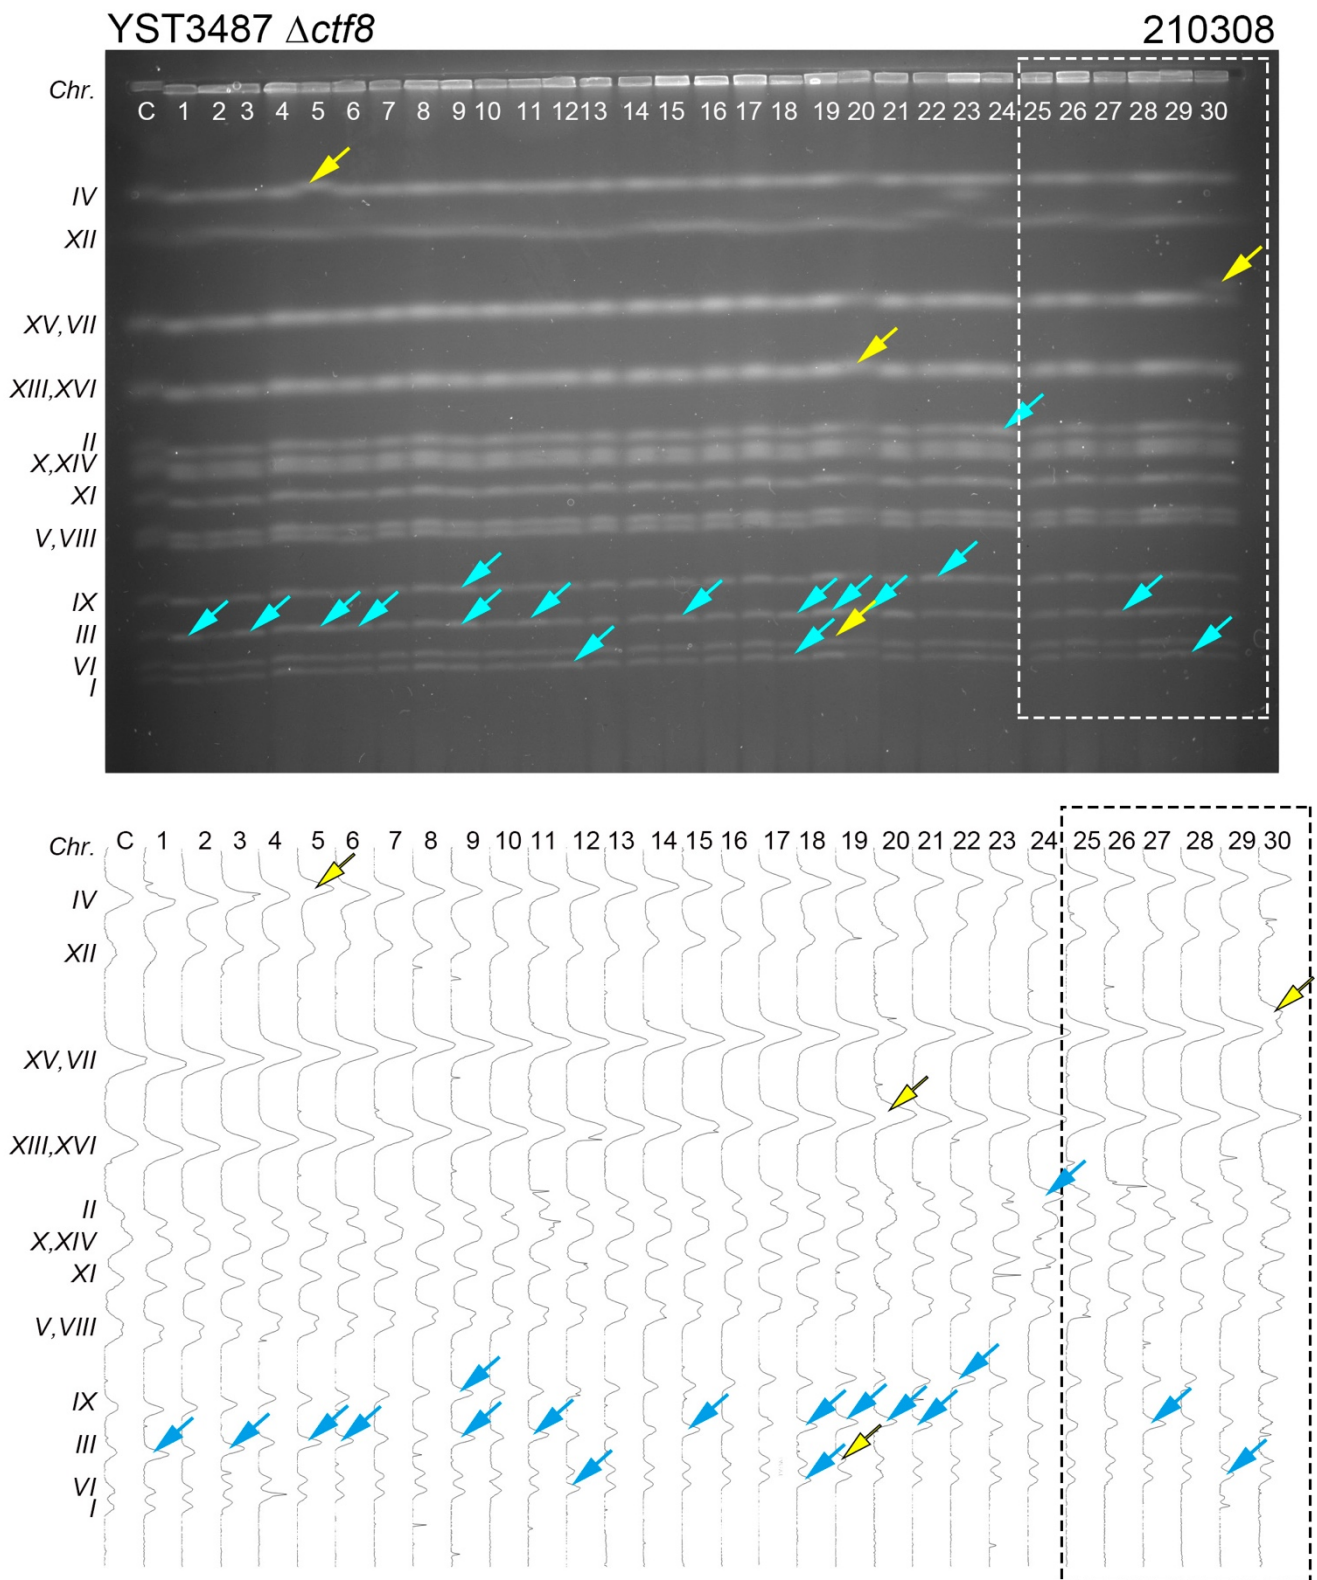 YST3487 Δctf8 210308
Chr.
C 1 2 3 4 5 6 7 8 9 10 11 12 13 14 15 16 17 18 19 20 21 22 23 24 25 26 27 28 29 30
IV
XII
XV,VII
XIII,XVI
II
X,XIV
XI
V,VIII
IX
III
VI
I
Chr. C 1 2 3 4 5 6 7 8 9 10 11 12 13 14 15 16 17 18 19 20 21 22 23 24 25 26 27 28 29 30
IV
XII
XV,VII
XIII,XVI
II
X,XIV
XI
V,VIII
IX
III
VI
I